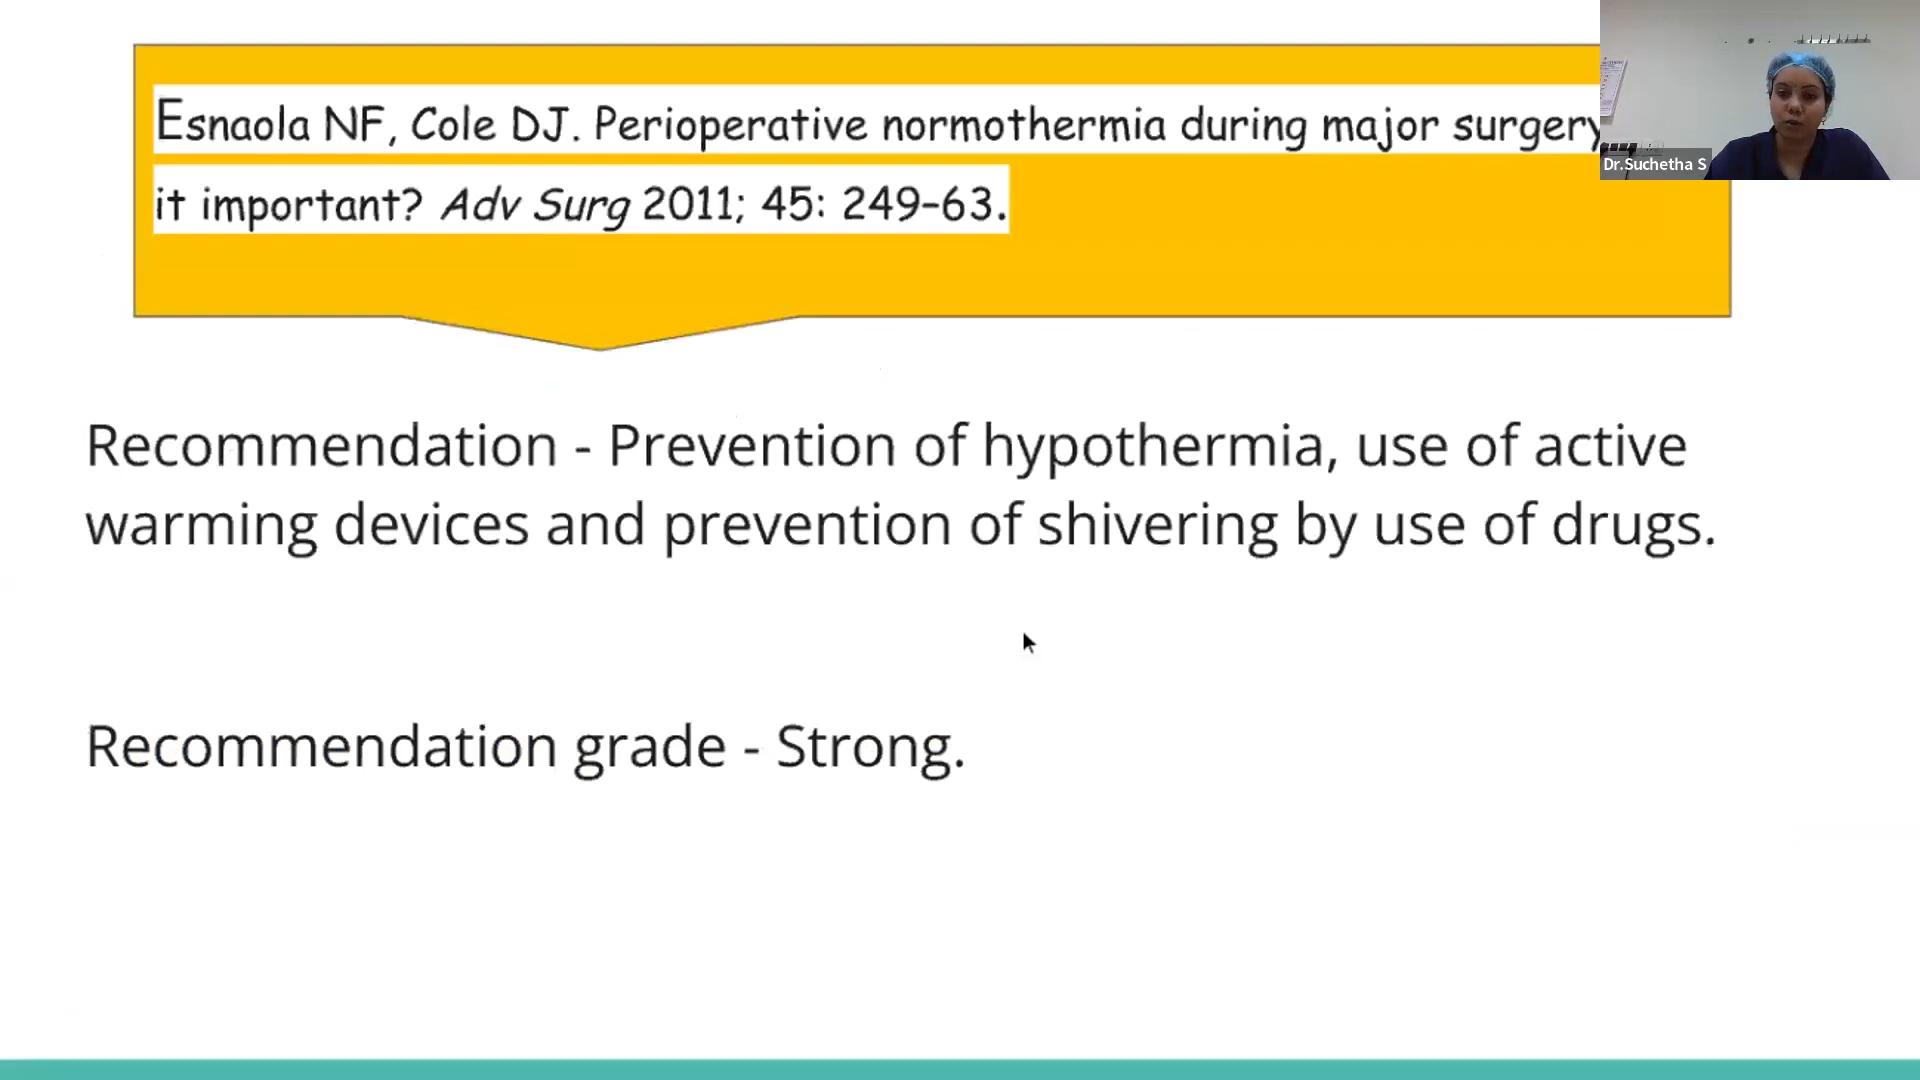 Esnaola NF, Cole DJ. Perioperative normothermia during major surgery
it important? Adv Surg 2011; 45: 249–63.
Dr.Suchetha S
Recommendation - Prevention of hypothermia, use of active
warming devices and prevention of shivering by use of drugs.
Recommendation grade - Strong.